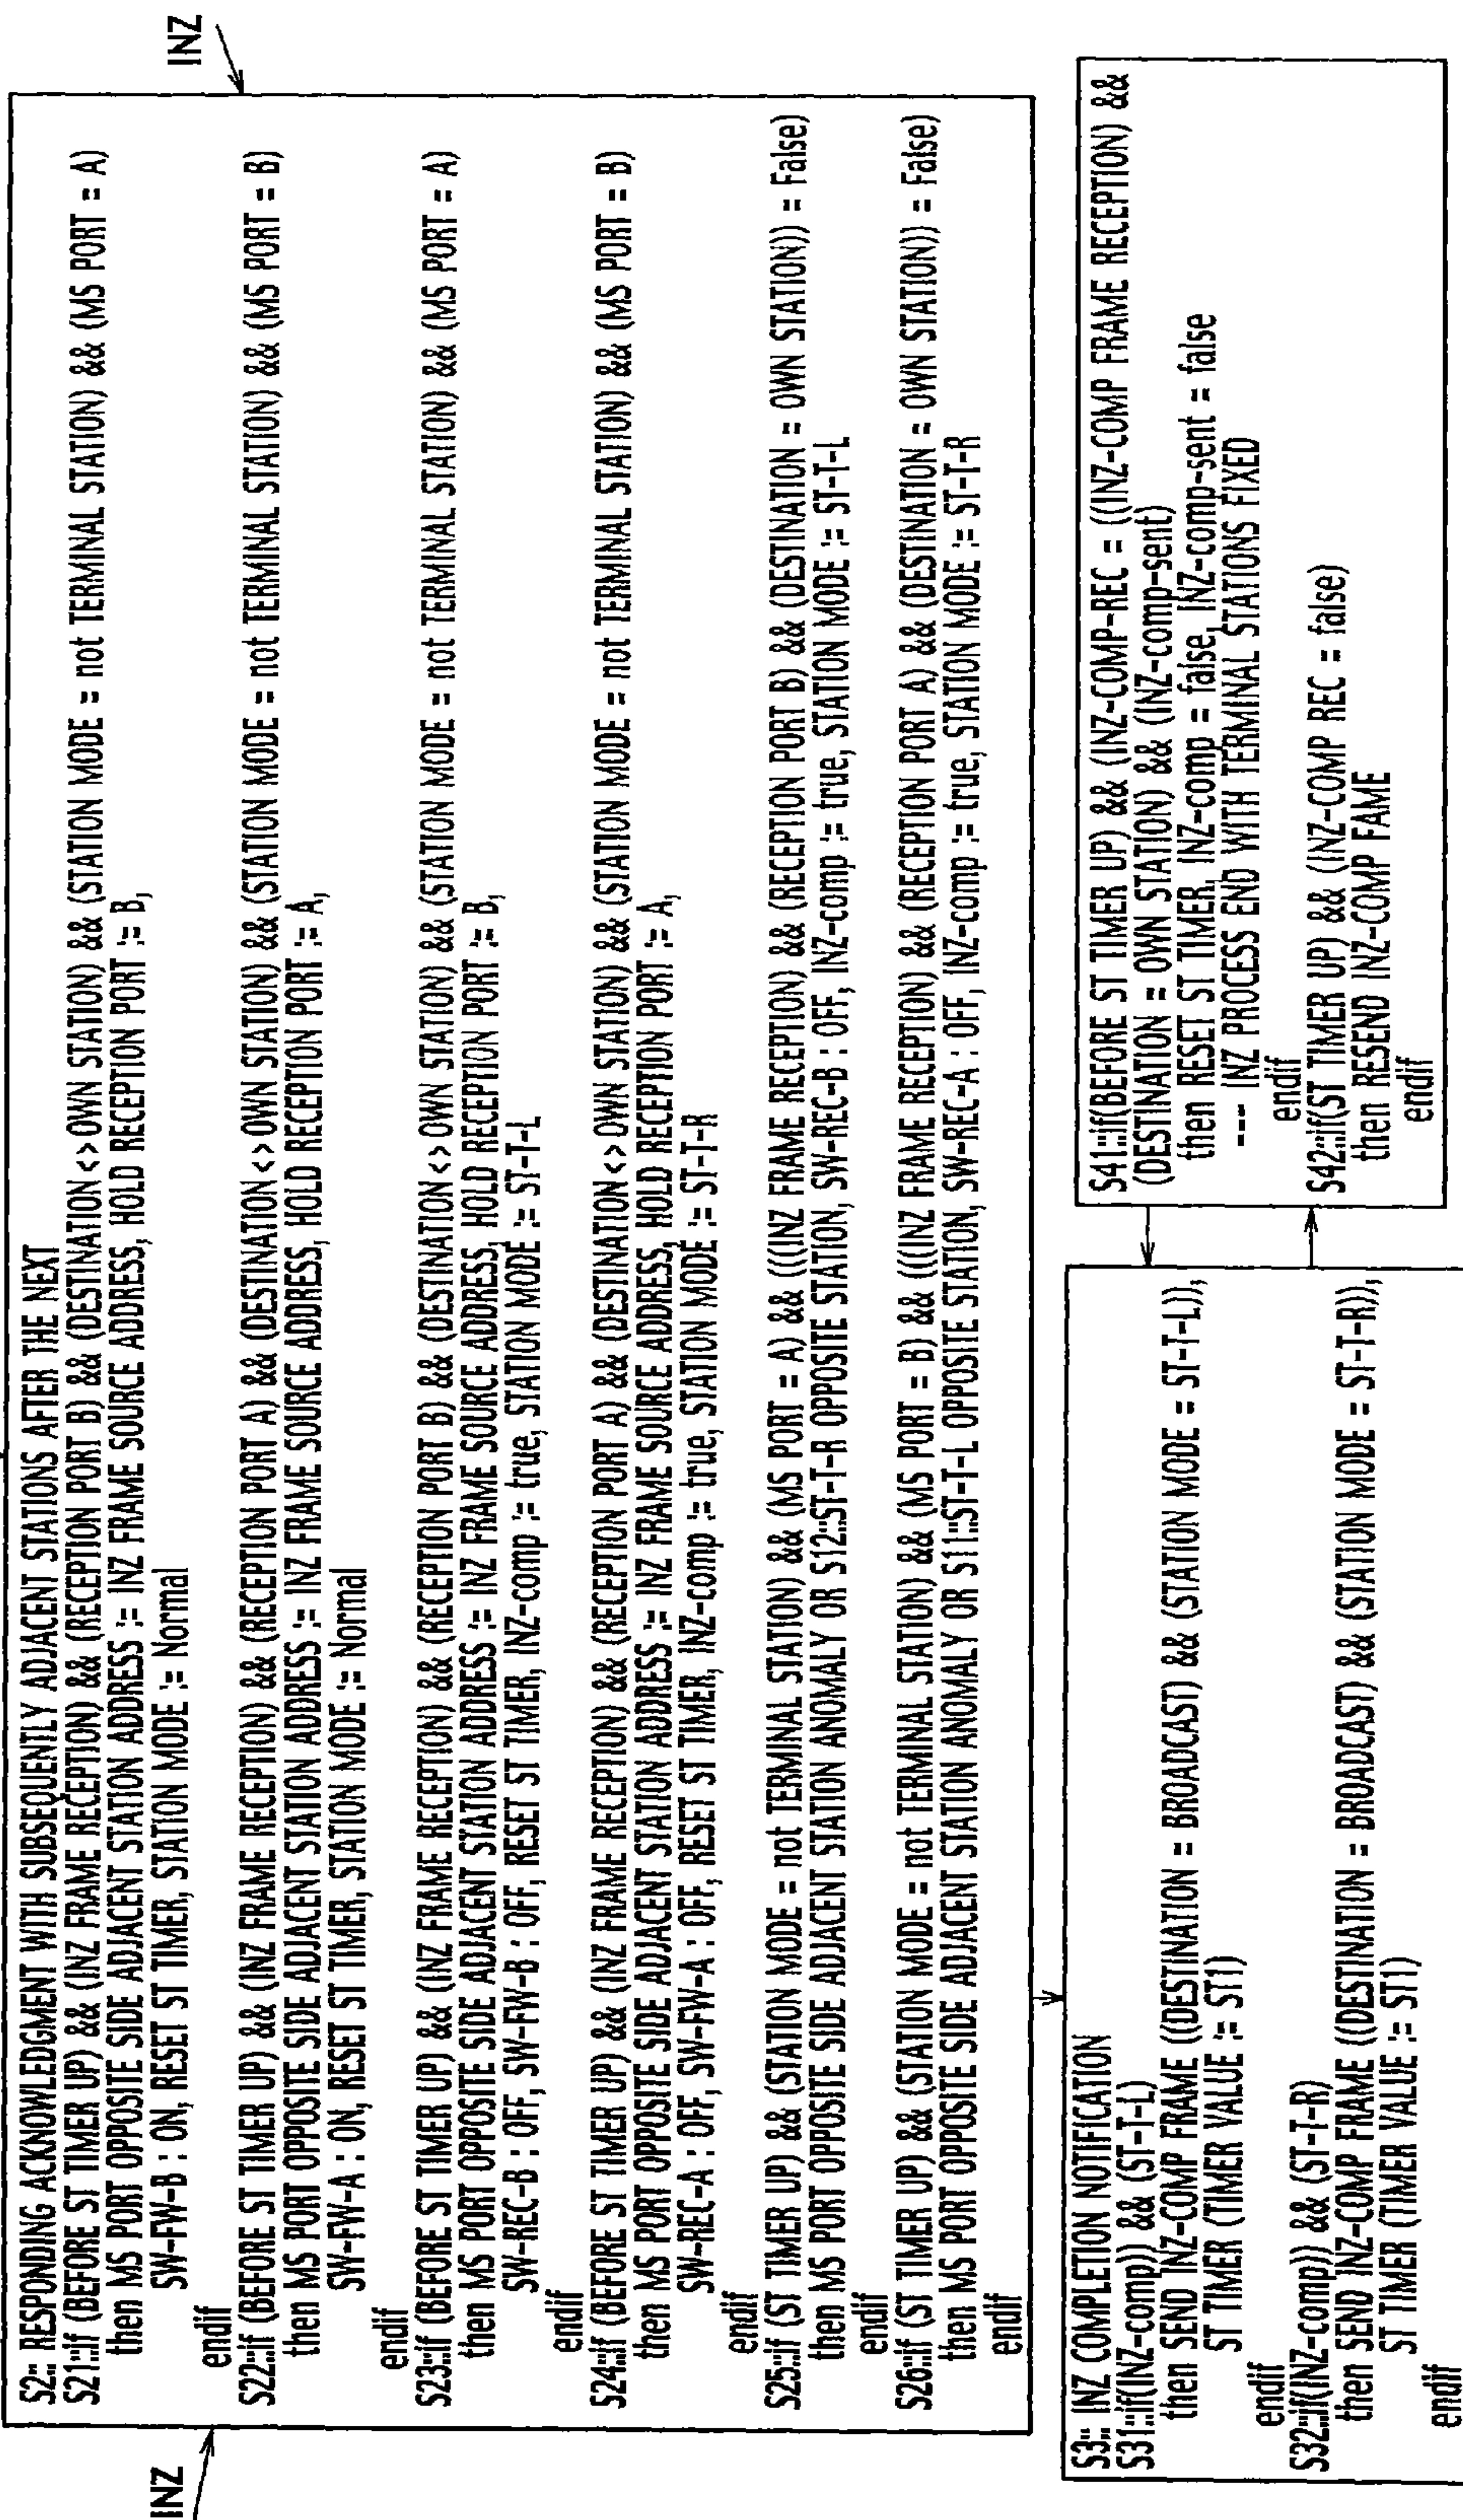 INZ
INZ
S2:: RESPONDING ACKNOWLEDGMENT WITH SUBSEQUENTLY ADJACENT STATIONS AFTER THE NEXT
S21::if (BEFORE ST TIMER UP) && (INZ FRAME RECEPTION) && (RECEPTION PORT B) && (DESTINATION<>OWN STATION) && (STATION MODE = not TERMINAL STATION) && (MS PORT = A)
then MS PORT OPPOSITE SIDE ADJACENT STATION ADDRESS := INZ FRAME SOURCE ADDRESS, HOLD RECEPTION PORT := B,
SW-FW-B : ON, RESET ST TIMER, STATION MODE := Normal
endif
S22::if (BEFORE ST TIMER UP) && (INZ FRAME RECEPTION) && (RECEPTION PORT A) && (DESTINATION<>OWN STATION) && (STATION MODE = not TERMINAL STATION) && (MS PORT = B)
then MS PORT OPPOSITE SIDE ADJACENT STATION ADDRESS := INZ FRAME SOURCE ADDRESS, HOLD RECEPTION PORT := A,
SW-FW-A : ON, RESET ST TIMER, STATION MODE := Normal
endif
S23::if (BEFORE ST TIMER UP) && (INZ FRAME RECEPTION) && (RECEPTION PORT B) && (DESTINATION<>OWN STATION) && (STATION MODE = not TERMINAL STATION) && (MS PORT = A)
then MS PORT OPPOSITE SIDE ADJACENT STATION ADDRESS := INZ FRAME SOURCE ADDRESS, HOLD RECEPTION PORT := B,
SW-REC-B : OFF, SW-FW-B : OFF, RESET ST TIMER, INZ-comp := true, STATION MODE := ST-T-L
endif
S24::if (BEFORE ST TIMER UP) && (INZ FRAME RECEPTION) && (RECEPTION PORT A) && (DESTINATION<>OWN STATION) && (STATION MODE = not TERMINAL STATION) && (MS PORT = B)
then MS PORT OPPOSITE SIDE ADJACENT STATION ADDRESS := INZ FRAME SOURCE ADDRESS, HOLD RECEPTION PORT := A,
SW-REC-A : OFF, SW-FW-A : OFF, RESET ST TIMER, INZ-comp := true, STATION MODE := ST-T-R
endif
S25::if (ST TIMER UP) && (STATION MODE = not TERMINAL STATION) && (MS PORT = A) && (((INZ FRAME RECEPTION) && (RECEPTION PORT B) && (DESTINATION = OWN STATION)) = False)
then MS PORT OPPOSITE SIDE ADJACENT STATION ANOMALY OR S12::ST-T-R OPPOSITE STATION, SW-REC-B : OFF, INZ-comp := true, STATION MODE := ST-T-L
endif
S26::if (ST TIMER UP) && (STATION MODE = not TERMINAL STATION) && (MS PORT = B) && (((INZ FRAME RECEPTION) && (RECEPTION PORT A) && (DESTINATION = OWN STATION)) = False)
then MS PORT OPPOSITE SIDE ADJACENT STATION ANOMALY OR S11::ST-T-L OPPOSITE STATION, SW-REC-A : OFF, INZ-comp := true, STATION MODE := ST-T-R
endif
S3:: INZ COMPLETION NOTIFICATION
S31::if(INZ-comp)) && (ST-T-L)
then SEND INZ-COMP FRAME ((DESTINATION = BROADCAST) && (STATION MODE = ST-T-L)),
ST TIMER (TIMER VALUE := ST1)
endif
S32::if(INZ-comp)) && (ST-T-R)
then SEND INZ-COMP FRAME ((DESTINATION = BROADCAST) && (STATION MODE = ST-T-R)),
ST TIMER (TIMER VALUE := ST1)
endif
S41::if(BEFORE ST TIMER UP) && (INZ-COMP-REC = ((INZ-COMP FRAME RECEPTION) &&
(DESTINATION = OWN STATION) && (INZ-comp-sent)
then RESET ST TIMER, INZ-comp = false, INZ-comp-sent = false
--- INZ PROCESS END WITH TERMINAL STATIONS FIXED
endif
S42::if(ST TIMER UP) && (INZ-COMP REC = false)
then RESEND INZ-COMP FAME
endif